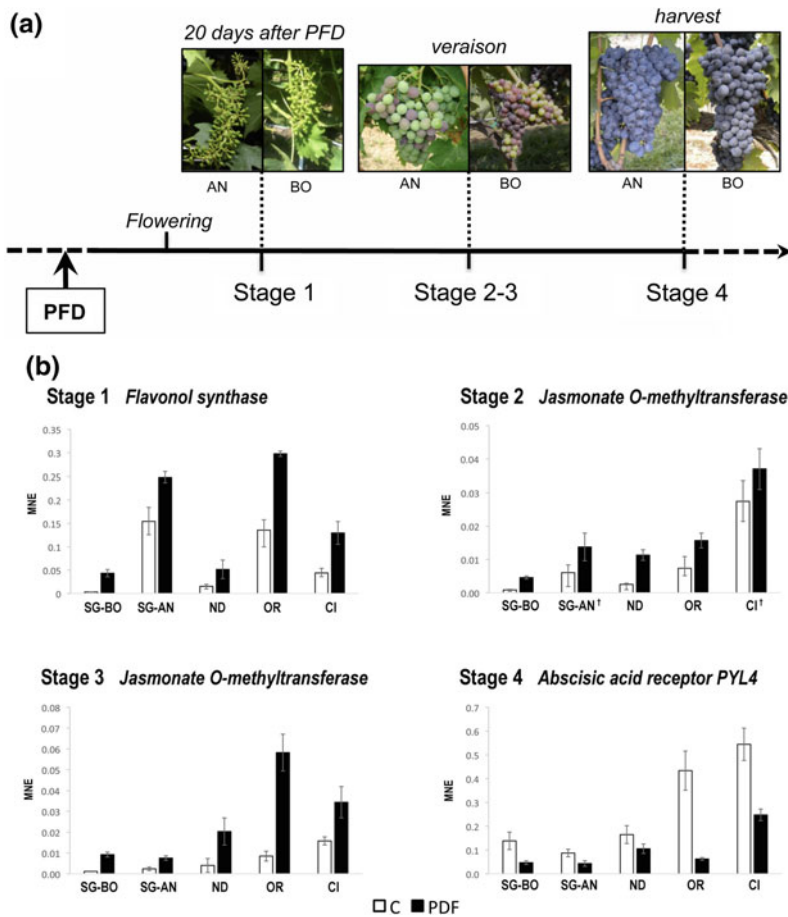 (a)
20 days after PFD
veraison
harvest
AN BO
AN BO
AN BO
Flowering
PFD
Stage 1
Stage 2-3
Stage 4
(b)
Stage 1 Flavonol synthase
MNE
0.35
0.3
0.25
0.2
0.15
0.1
0.05
0
SG-BO SG-AN ND OR CI
Stage 2 Jasmonate O-methyltransferase
MNE
0.05
0.04
0.03
0.02
0.01
0.00
SG-BO SG-AN† ND OR CI†
Stage 3 Jasmonate O-methyltransferase
MNE
0.08
0.07
0.06
0.05
0.04
0.03
0.02
0.01
0
SG-BO SG-AN ND OR CI
Stage 4 Abscisic acid receptor PYL4
MNE
0.7
0.6
0.5
0.4
0.3
0.2
0.1
0
SG-BO SG-AN ND OR CI
C PDF